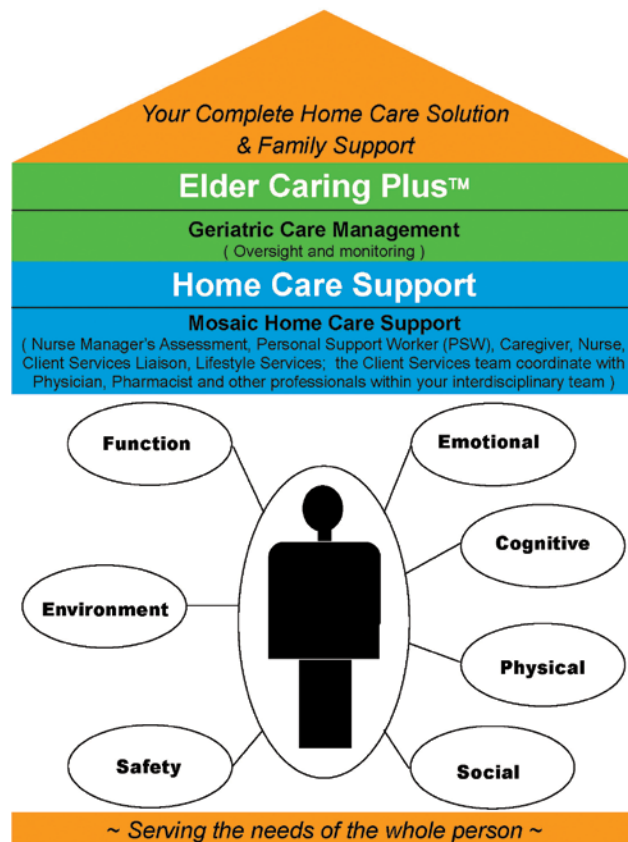 Your Complete Home Care Solution
& Family Support
Elder Caring Plus™
Geriatric Care Management
( Oversight and monitoring )
Home Care Support
Mosaic Home Care Support
( Nurse Manager's Assessment, Personal Support Worker (PSW), Caregiver, Nurse,
Client Services Liaison, Lifestyle Services; the Client Services team coordinate with
Physician, Pharmacist and other professionals within your interdisciplinary team )
Function
Emotional
Cognitive
Environment
Physical
Safety
Social
~ Serving the needs of the whole person ~